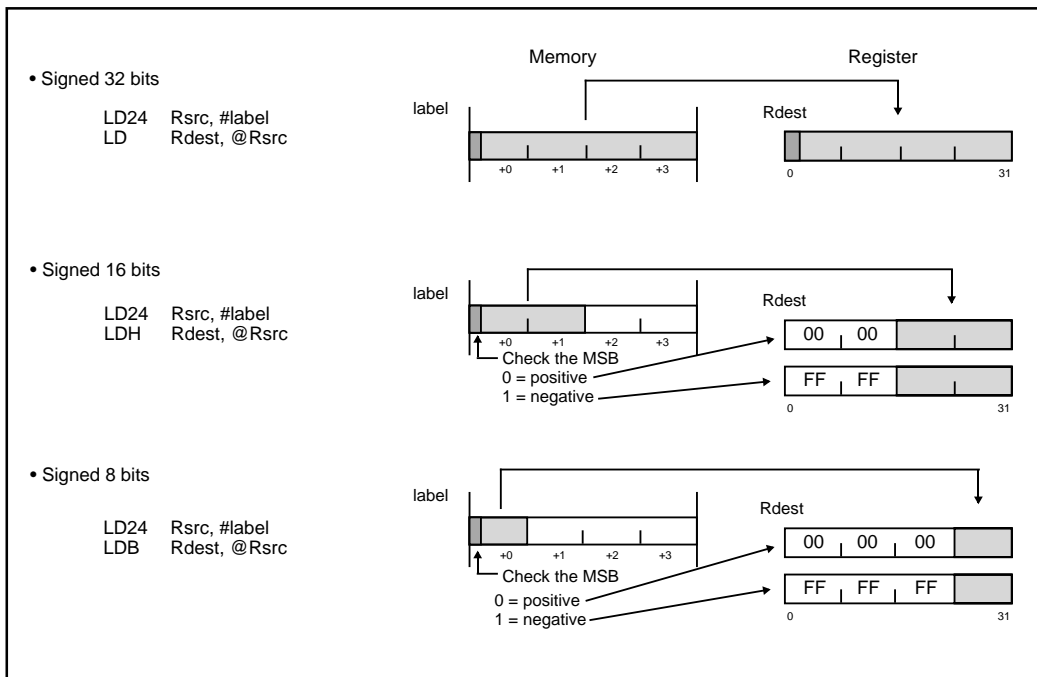 Memory Register
• Signed 32 bits
LD24 Rsrc, #label
LD Rdest, @Rsrc
label
Rdest
+0 +1 +2 +3
0 31
• Signed 16 bits
LD24 Rsrc, #label
LDH Rdest, @Rsrc
label
Rdest
+0 +1 +2 +3
Check the MSB
0 = positive
1 = negative
00 00
FF FF
0 31
• Signed 8 bits
LD24 Rsrc, #label
LDB Rdest, @Rsrc
label
Rdest
+0 +1 +2 +3
Check the MSB
0 = positive
1 = negative
00 00 00
FF FF FF
0 31